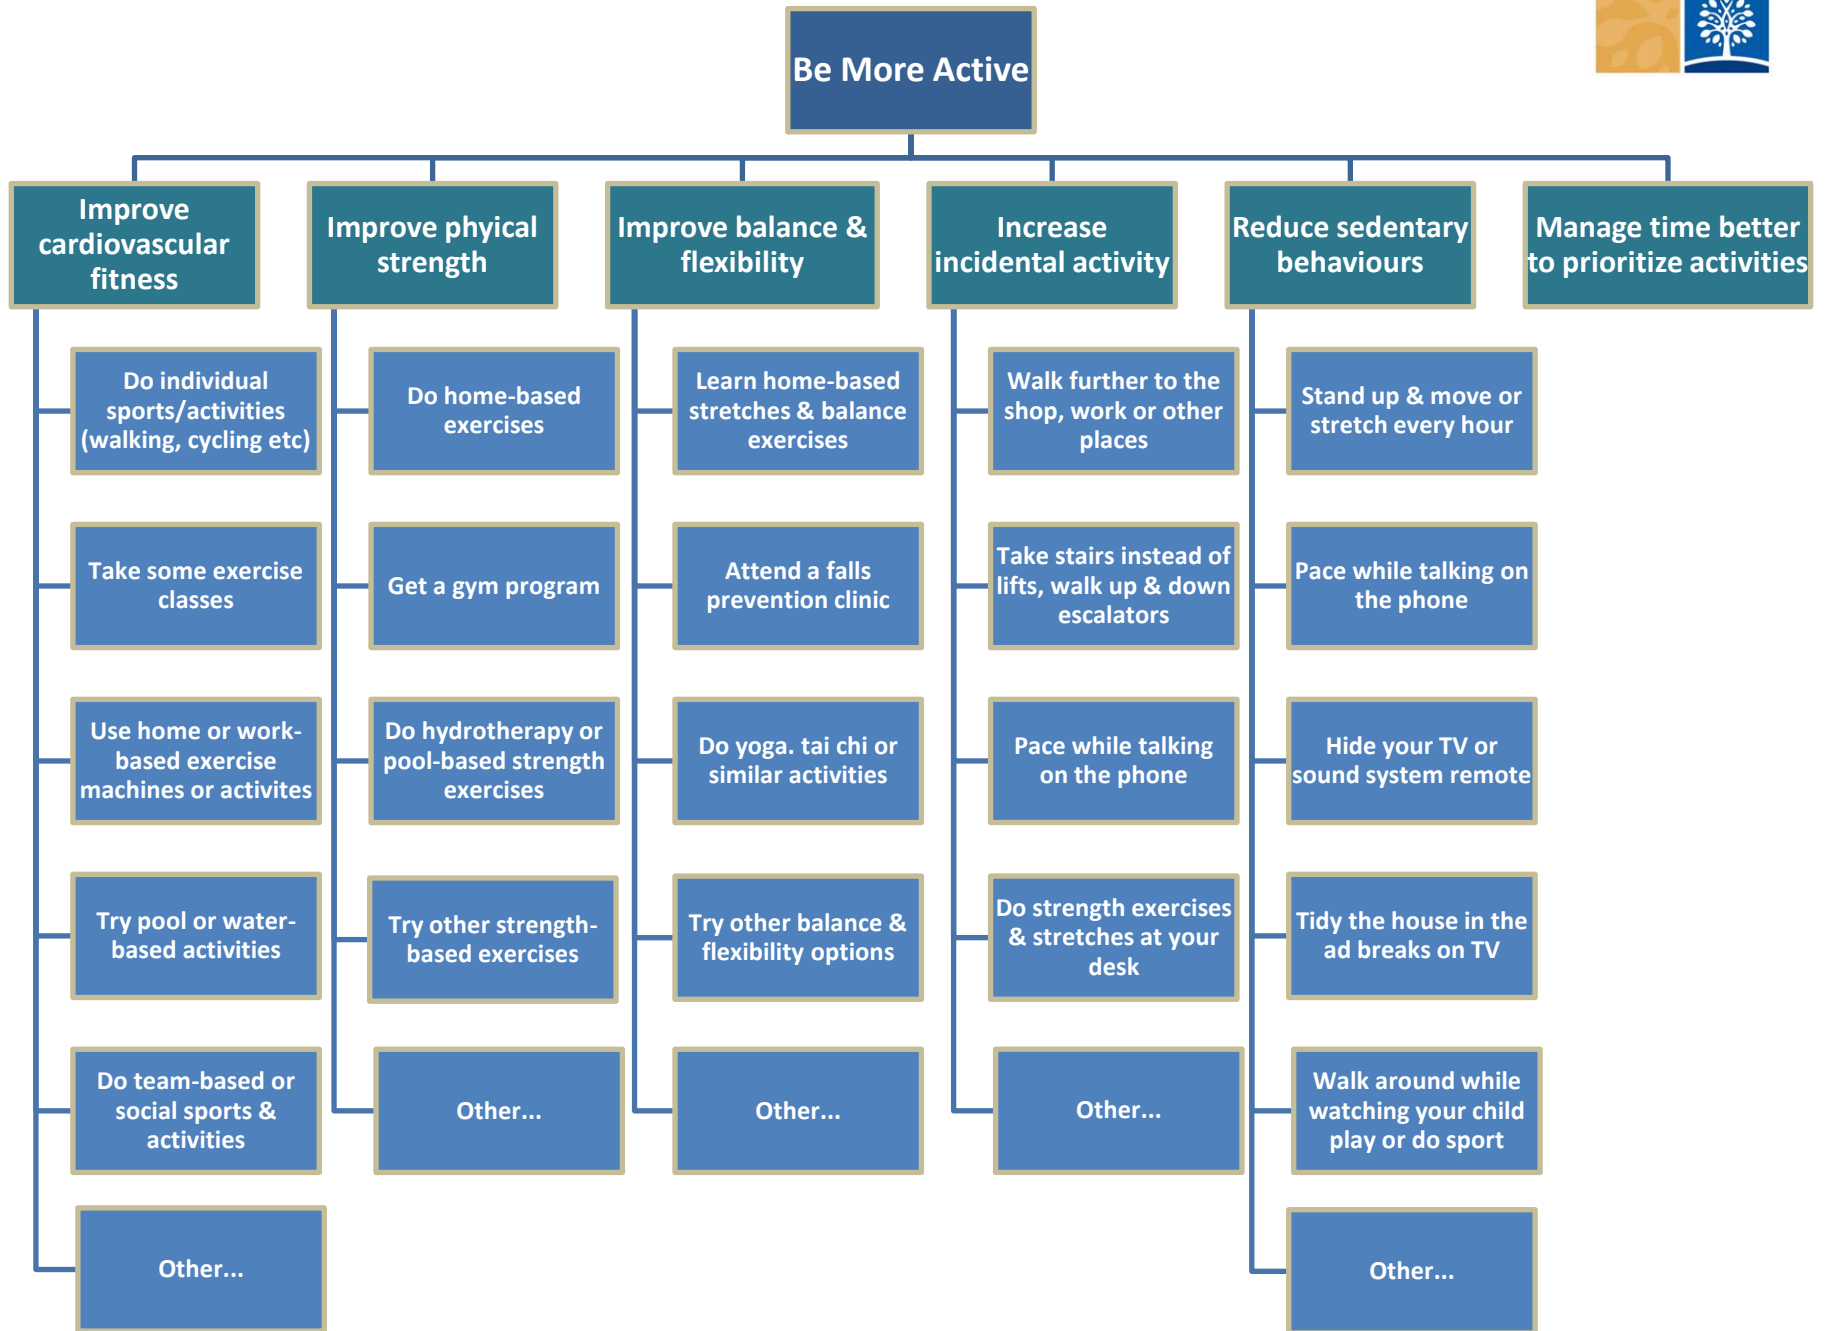 Be More Active
Improve
cardiovascular
fitness
Do individual
sports/activities
(walking, cycling etc)
Take some exercise
classes
Use home or work-
based exercise
machines or activites
Try pool or water-
based activities
Do team-based or
social sports &
activities
Other...
Improve phyical
strength
Do home-based
exercises
Get a gym program
Do hydrotherapy or
pool-based strength
exercises
Try other strength-
based exercises
Other...
Improve balance &
flexibility
Learn home-based
stretches & balance
exercises
Attend a falls
prevention clinic
Do yoga. tai chi or
similar activities
Try other balance &
flexibility options
Other...
Increase
incidental activity
Walk further to the
shop, work or other
places
Take stairs instead of
lifts, walk up & down
escalators
Pace while talking
on the phone
Do strength exercises
& stretches at your
desk
Other...
Reduce sedentary
behaviours
Stand up & move or
stretch every hour
Pace while talking on
the phone
Hide your TV or
sound system remote
Tidy the house in the
ad breaks on TV
Walk around while
watching your child
play or do sport
Other...
Manage time better
to prioritize activities